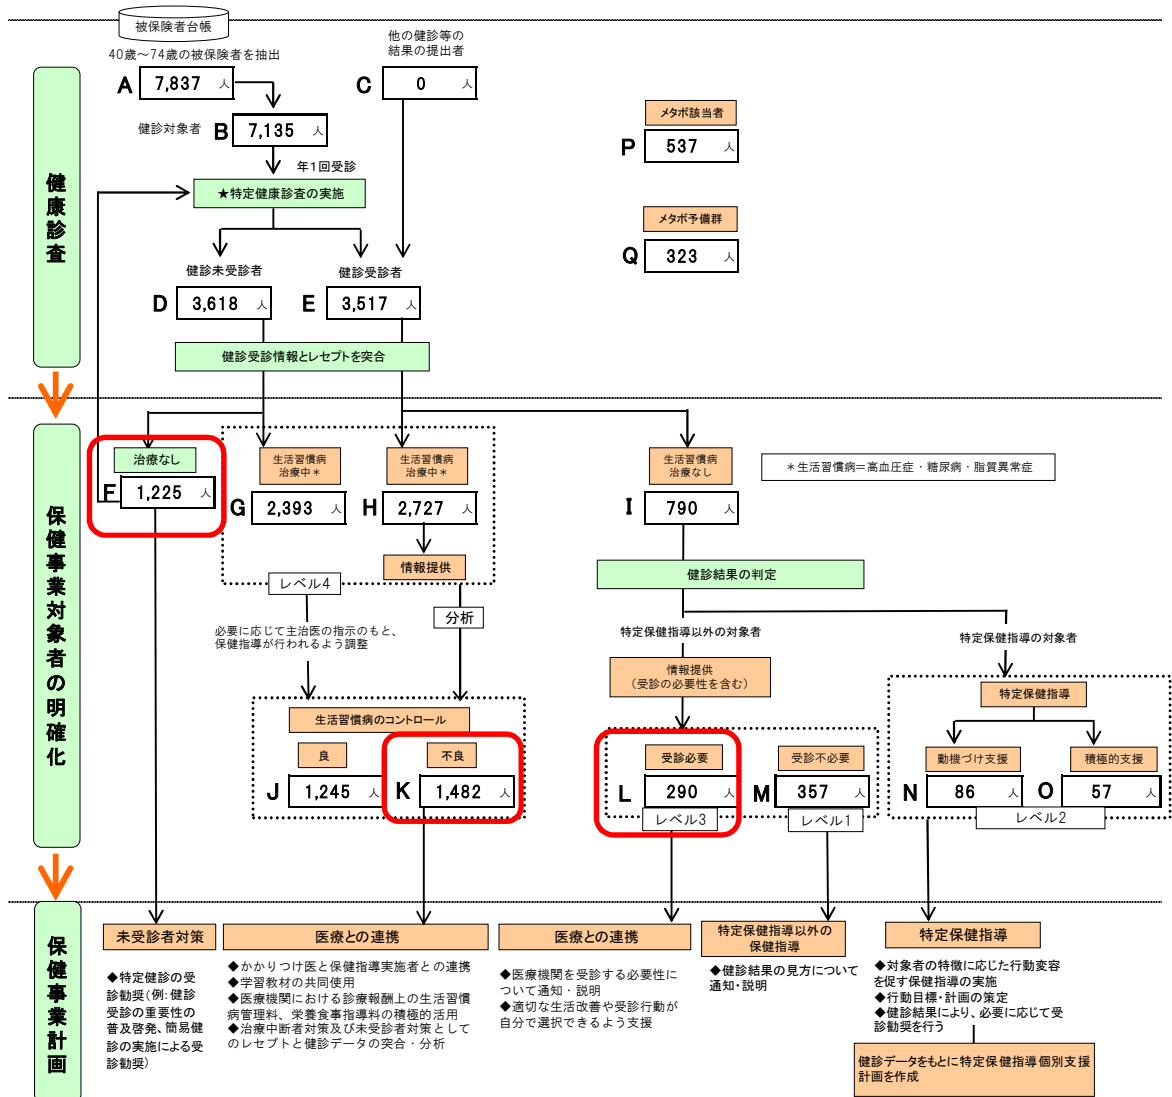 被保険者台帳
40歳～74歳の被保険者を抽出
A 7,837 人
他の健診等の
結果の提出者
C 0 人
健診対象者 B 7,135 人
年1回受診
★特定健康診査の実施
メタボ該当者
P 537 人
メタボ予備群
Q 323 人
健診未受診者
D 3,618 人
健診受診者
E 3,517 人
健診受診情報とレセプトを突合
健康診査
治療なし
F 1,225 人
生活習慣病
治療中＊
G 2,393 人
生活習慣病
治療中＊
H 2,727 人
情報提供
レベル4
分析
必要に応じて主治医の指示のもと、
保健指導が行われるよう調整
生活習慣病
治療なし
I 790 人
＊生活習慣病＝高血圧症・糖尿病・脂質異常症
健診結果の判定
特定保健指導以外の対象者
特定保健指導の対象者
情報提供
（受診の必要性を含む）
特定保健指導
生活習慣病のコントロール
良
J 1,245 人
不良
K 1,482 人
受診必要
L 290 人
レベル3
受診不必要
M 357 人
レベル1
動機づけ支援
N 86 人
積極的支援
O 57 人
レベル2
保健事業対象者の明確化
保健事業計画
未受診者対策
◆特定健診の受
診勧奨（例：健診
受診の重要性の
普及啓発、簡易健
診の実施による受
診勧奨）
医療との連携
◆かかりつけ医と保健指導実施者との連携
◆学習教材の共同使用
◆医療機関における診療報酬上の生活習慣
病管理料、栄養食事指導料の積極的活用
◆治療中断者対策及び未受診者対策として
のレセプトと健診データの突合・分析
医療との連携
◆医療機関を受診する必要性に
ついて通知・説明
◆適切な生活改善や受診行動が
自分で選択できるよう支援
特定保健指導以外の
保健指導
◆健診結果の見方について
通知・説明
特定保健指導
◆対象者の特徴に応じた行動変容
を促す保健指導の実施
◆行動目標・計画の策定
◆健診結果により、必要に応じて受
診勧奨を行う
健診データをもとに特定保健指導個別支援
計画を作成